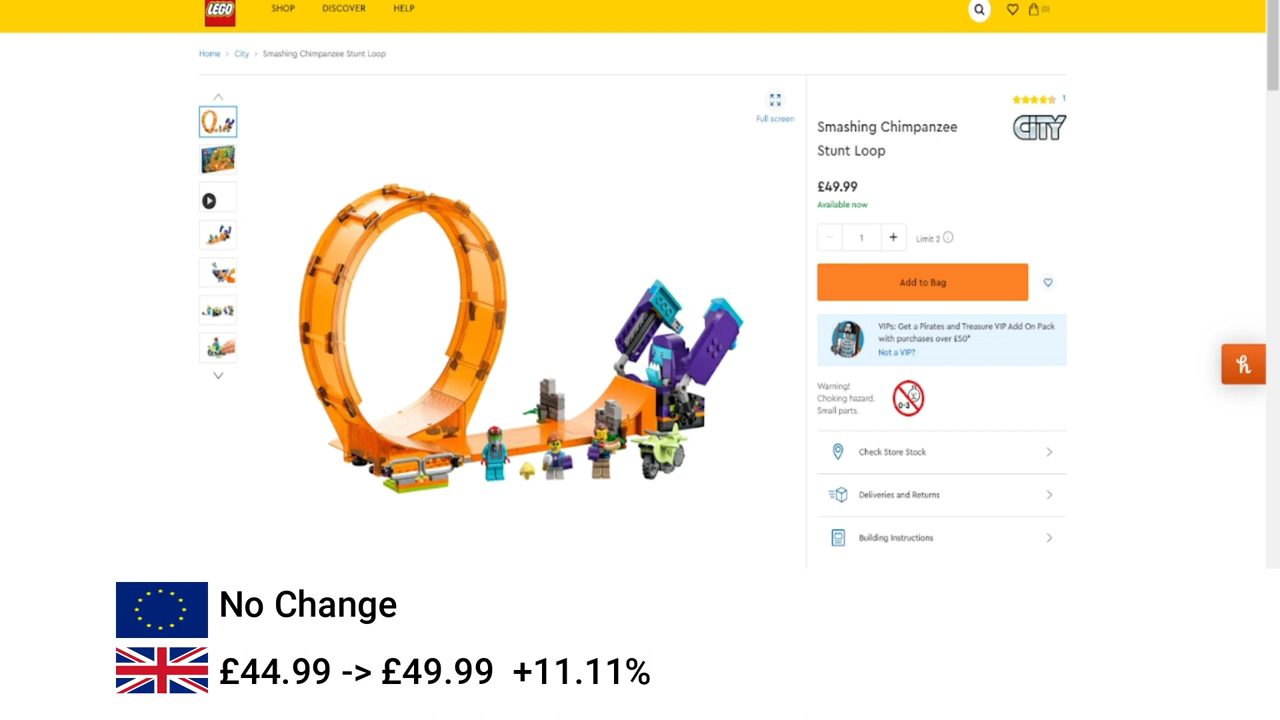 LEGO
SHOP
DISCOVER
HELP
Home > City > Smashing Chimpanzee Stunt Loop
Full screen
1
CITY
Smashing Chimpanzee
Stunt Loop
£49.99
Available now
1
Limit 2
Add to Bag
VIPs: Get a Pirates and Treasure VIP Add On Pack
with purchases over £50*
Not a VIP?
Warning!
Choking hazard.
Small parts.
0-3
Check Store Stock
Deliveries and Returns
Building Instructions
No Change
£44.99 -> £49.99 +11.11%